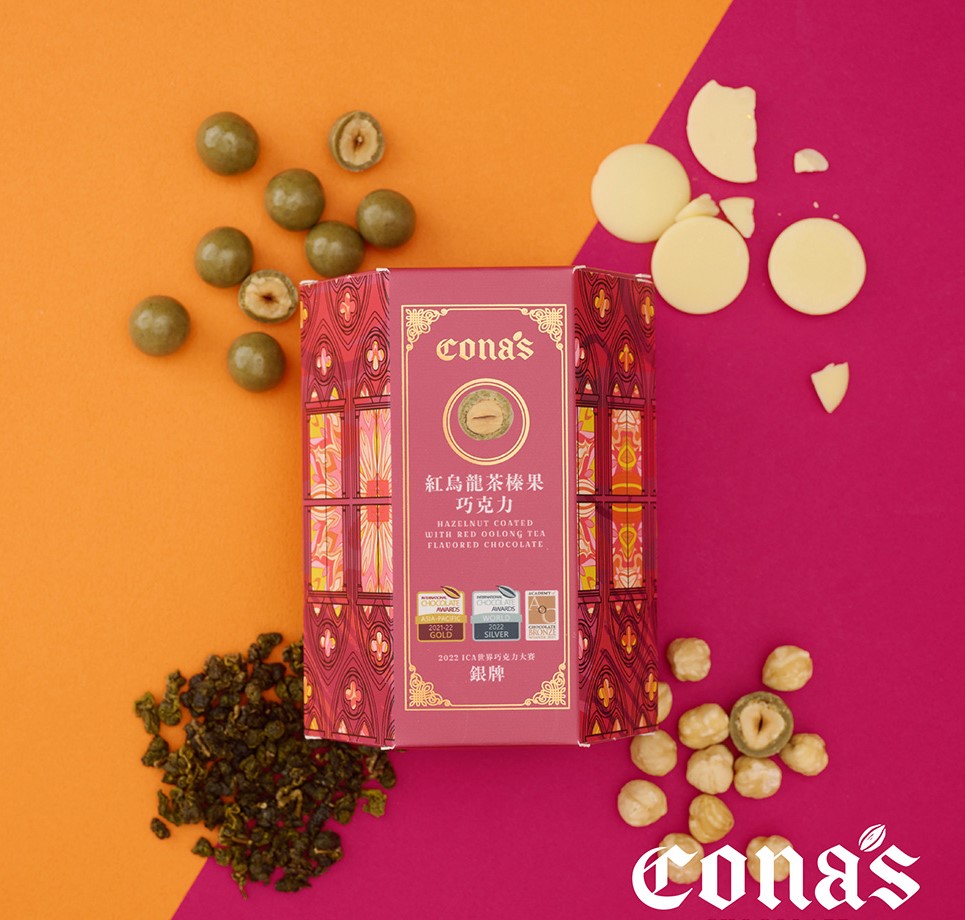 cona's
紅烏龍茶榛果
巧克力
HAZELNUT COATED
WITH RED OOLONG TEA
FLAVORED CHOCOLATE
INTERNATIONAL
CHOCOLATE
AWARDS
ASIA-PACIFIC
2021-22
GOLD
INTERNATIONAL
CHOCOLATE
AWARDS
WORLD
2022
SILVER
ACADEMY
CHOCOLATE
BRONZE
2022 ICA世界巧克力大賽
銀牌
cona's